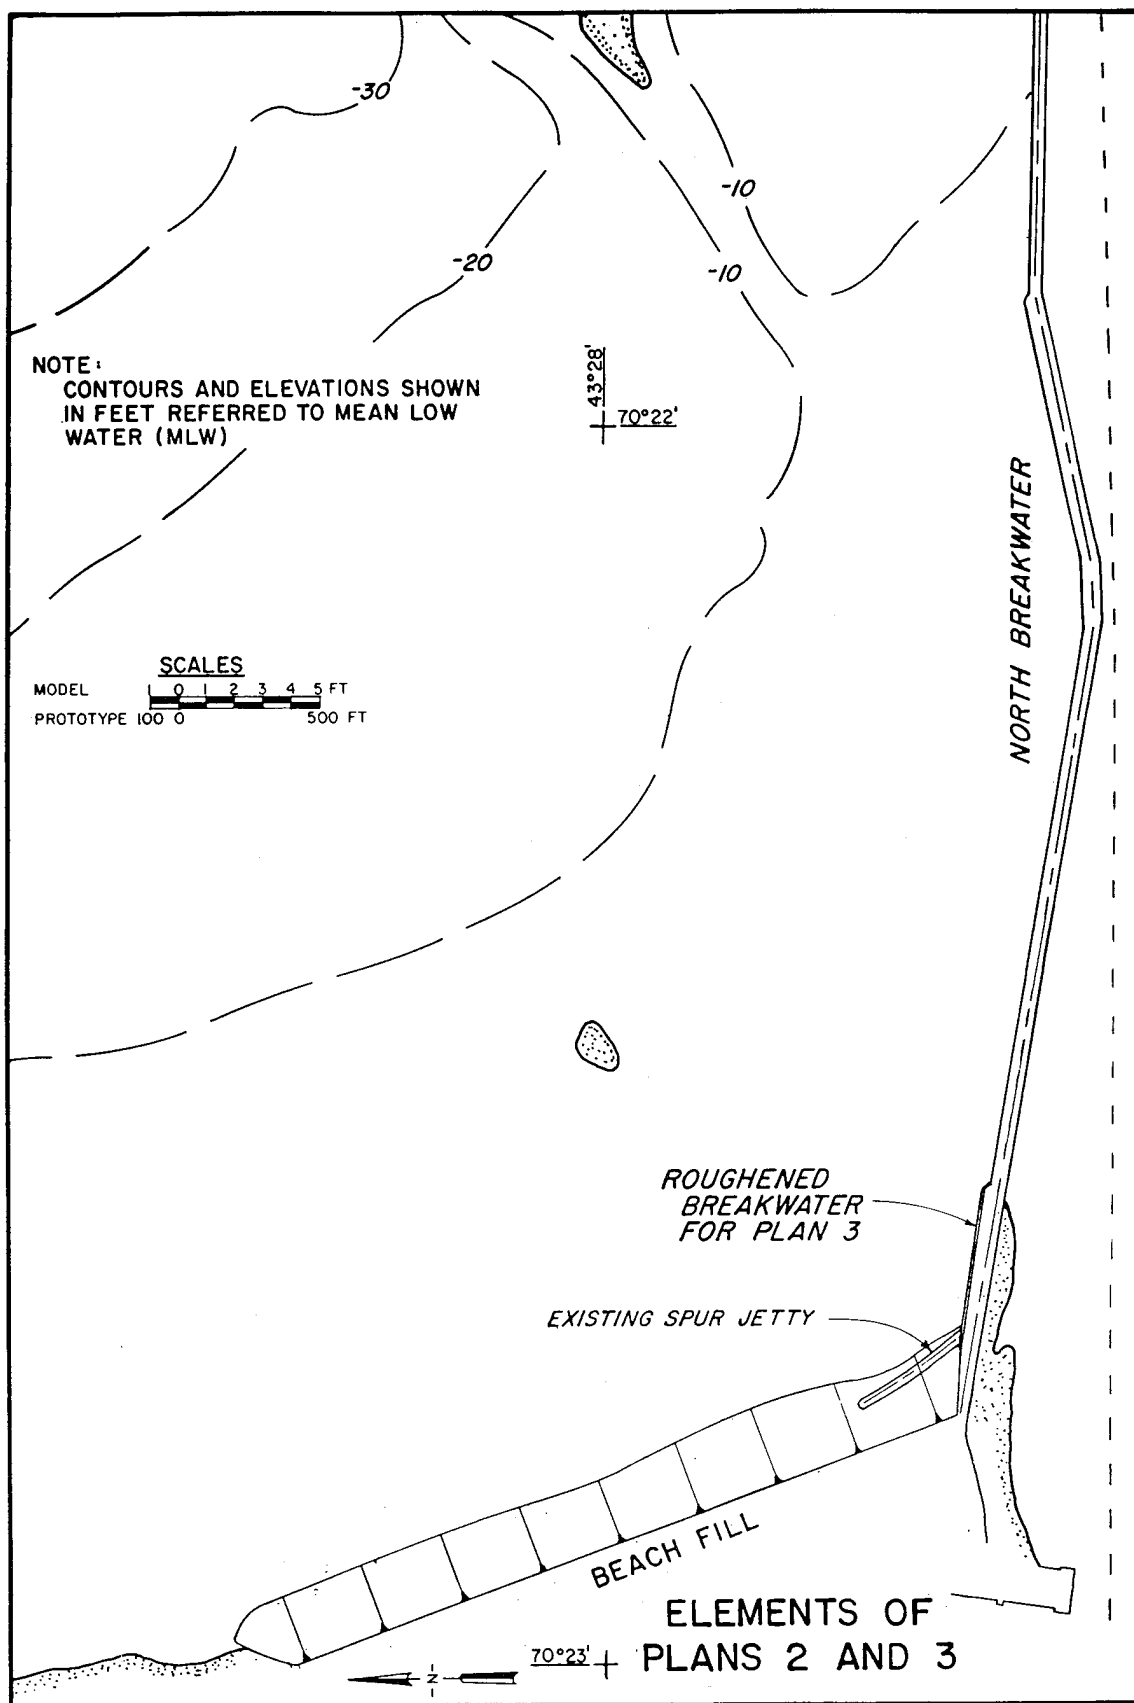 -30
-10
-20
-10
NOTE:
CONTOURS AND ELEVATIONS SHOWN
IN FEET REFERRED TO MEAN LOW
WATER (MLW)
43°28'
70°22'
NORTH BREAKWATER
SCALES
MODEL 1 0 1 2 3 4 5 FT
PROTOTYPE 100 0 500 FT
ROUGHENED
BREAKWATER
FOR PLAN 3
EXISTING SPUR JETTY
BEACH FILL
ELEMENTS OF
PLANS 2 AND 3
70°23'
N